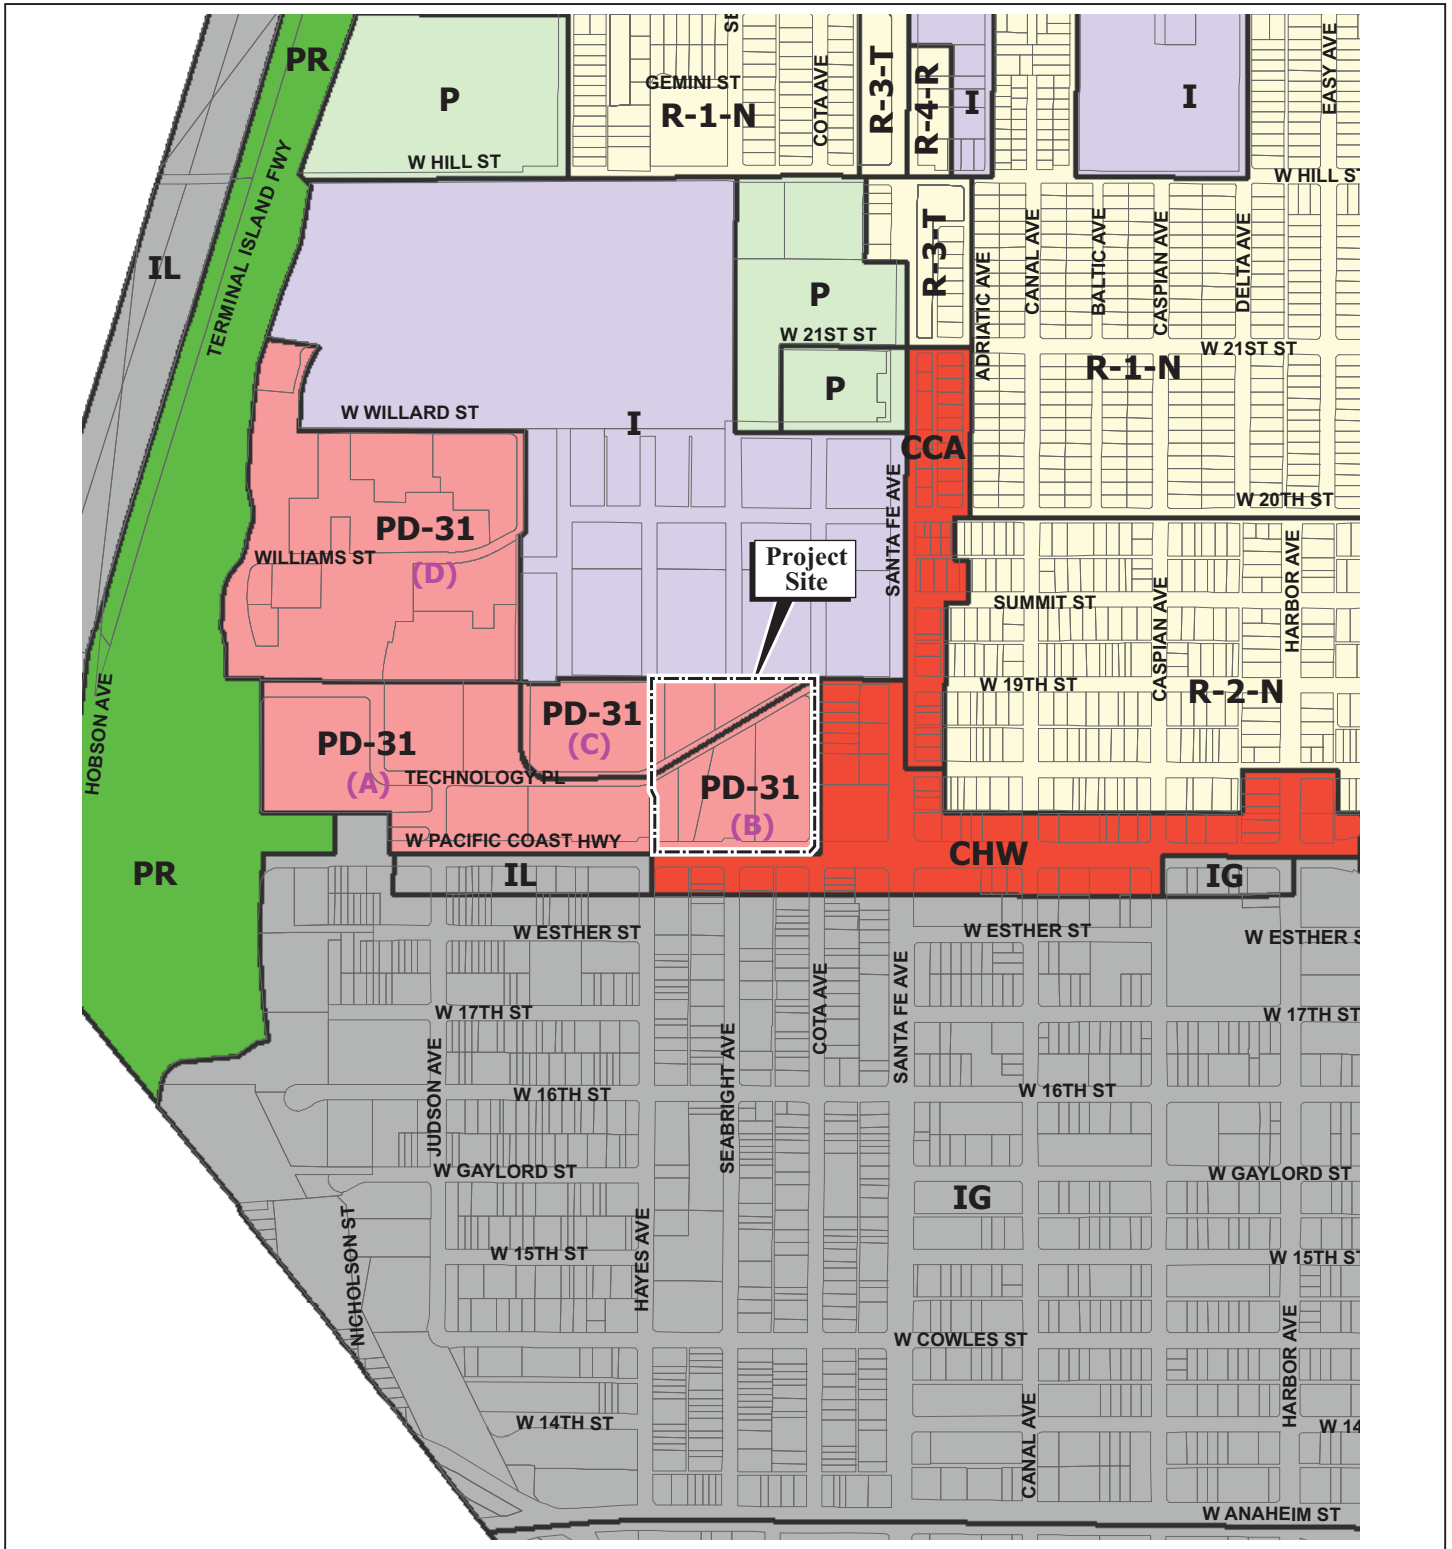 SE
PR
P
GEMINI ST
R-1-N
COTA AVE
R-3-T
R-4-R
I
I
EASY AVE
W HILL ST
W HILL ST
TERMINAL ISLAND FWY
IL
P
W 21ST ST
P
R-3-T
ADRIATIC AVE
CANAL AVE
BALTIC AVE
CASPIAN AVE
DELTA AVE
W 21ST ST
R-1-N
W WILLARD ST
I
CCA
SANTA FE AVE
W 20TH ST
PD-31
(D)
WILLIAMS ST
Project
Site
SUMMIT ST
CASPIAN AVE
HARBOR AVE
W 19TH ST
R-2-N
HOBSON AVE
PD-31
(A)
PD-31
(C)
TECHNOLOGY PL
PD-31
(B)
W PACIFIC COAST HWY
CHW
PR
IL
IG
W ESTHER ST
W ESTHER ST
W ESTHER S
COTA AVE
SANTA FE AVE
W 17TH ST
W 17TH ST
JUDSON AVE
SEABRIGHT AVE
W 16TH ST
W 16TH ST
W GAYLORD ST
W GAYLORD ST
IG
NICHOLSON ST
HAYES AVE
W 15TH ST
W 15TH ST
W COWLES ST
HARBOR AVE
W 14TH ST
CANAL AVE
W 14
W ANAHEIM ST